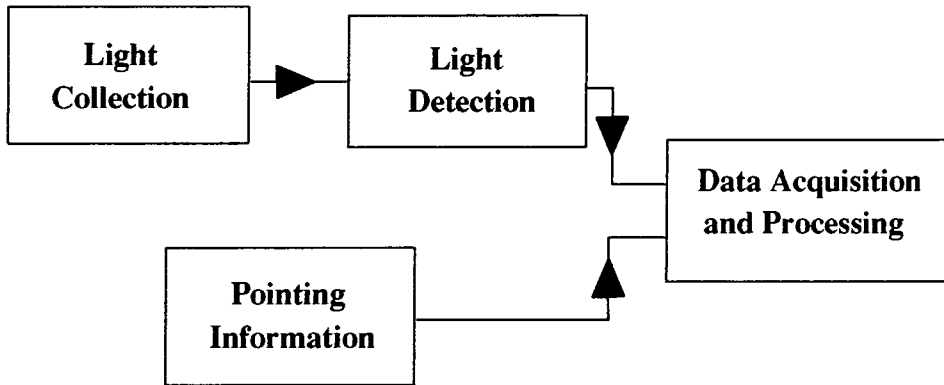 Light
Collection
Light
Detection
Data Acquisition
and Processing
Pointing
Information